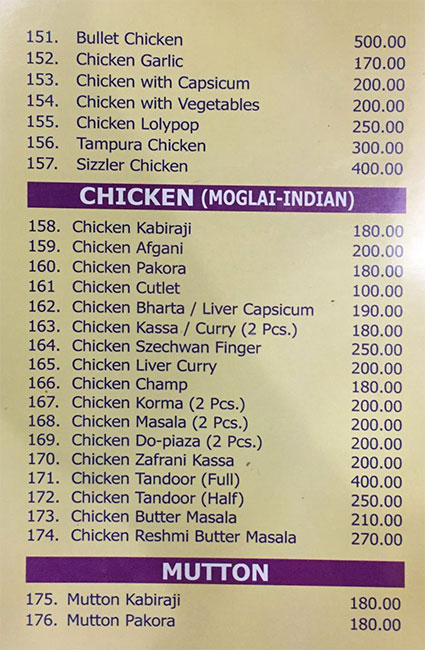 151. Bullet Chicken 500.00
152. Chicken Garlic 170.00
153. Chicken with Capsicum 200.00
154. Chicken with Vegetables 200.00
155. Chicken Lolypop 250.00
156. Tampura Chicken 300.00
157. Sizzler Chicken 400.00
CHICKEN (MOGLAI-INDIAN)
158. Chicken Kabiraji 180.00
159. Chicken Afgani 200.00
160. Chicken Pakora 180.00
161 Chicken Cutlet 100.00
162. Chicken Bharta / Liver Capsicum 190.00
163. Chicken Kassa / Curry (2 Pcs.) 180.00
164. Chicken Szechwan Finger 250.00
165. Chicken Liver Curry 200.00
166. Chicken Champ 180.00
167. Chicken Korma (2 Pcs.) 200.00
168. Chicken Masala (2 Pcs.) 200.00
169. Chicken Do-piaza (2 Pcs.) 200.00
170. Chicken Zafrani Kassa 200.00
171. Chicken Tandoor (Full) 400.00
172. Chicken Tandoor (Half) 250.00
173. Chicken Butter Masala 210.00
174. Chicken Reshmi Butter Masala 270.00
MUTTON
175. Mutton Kabiraji 180.00
176. Mutton Pakora 180.00